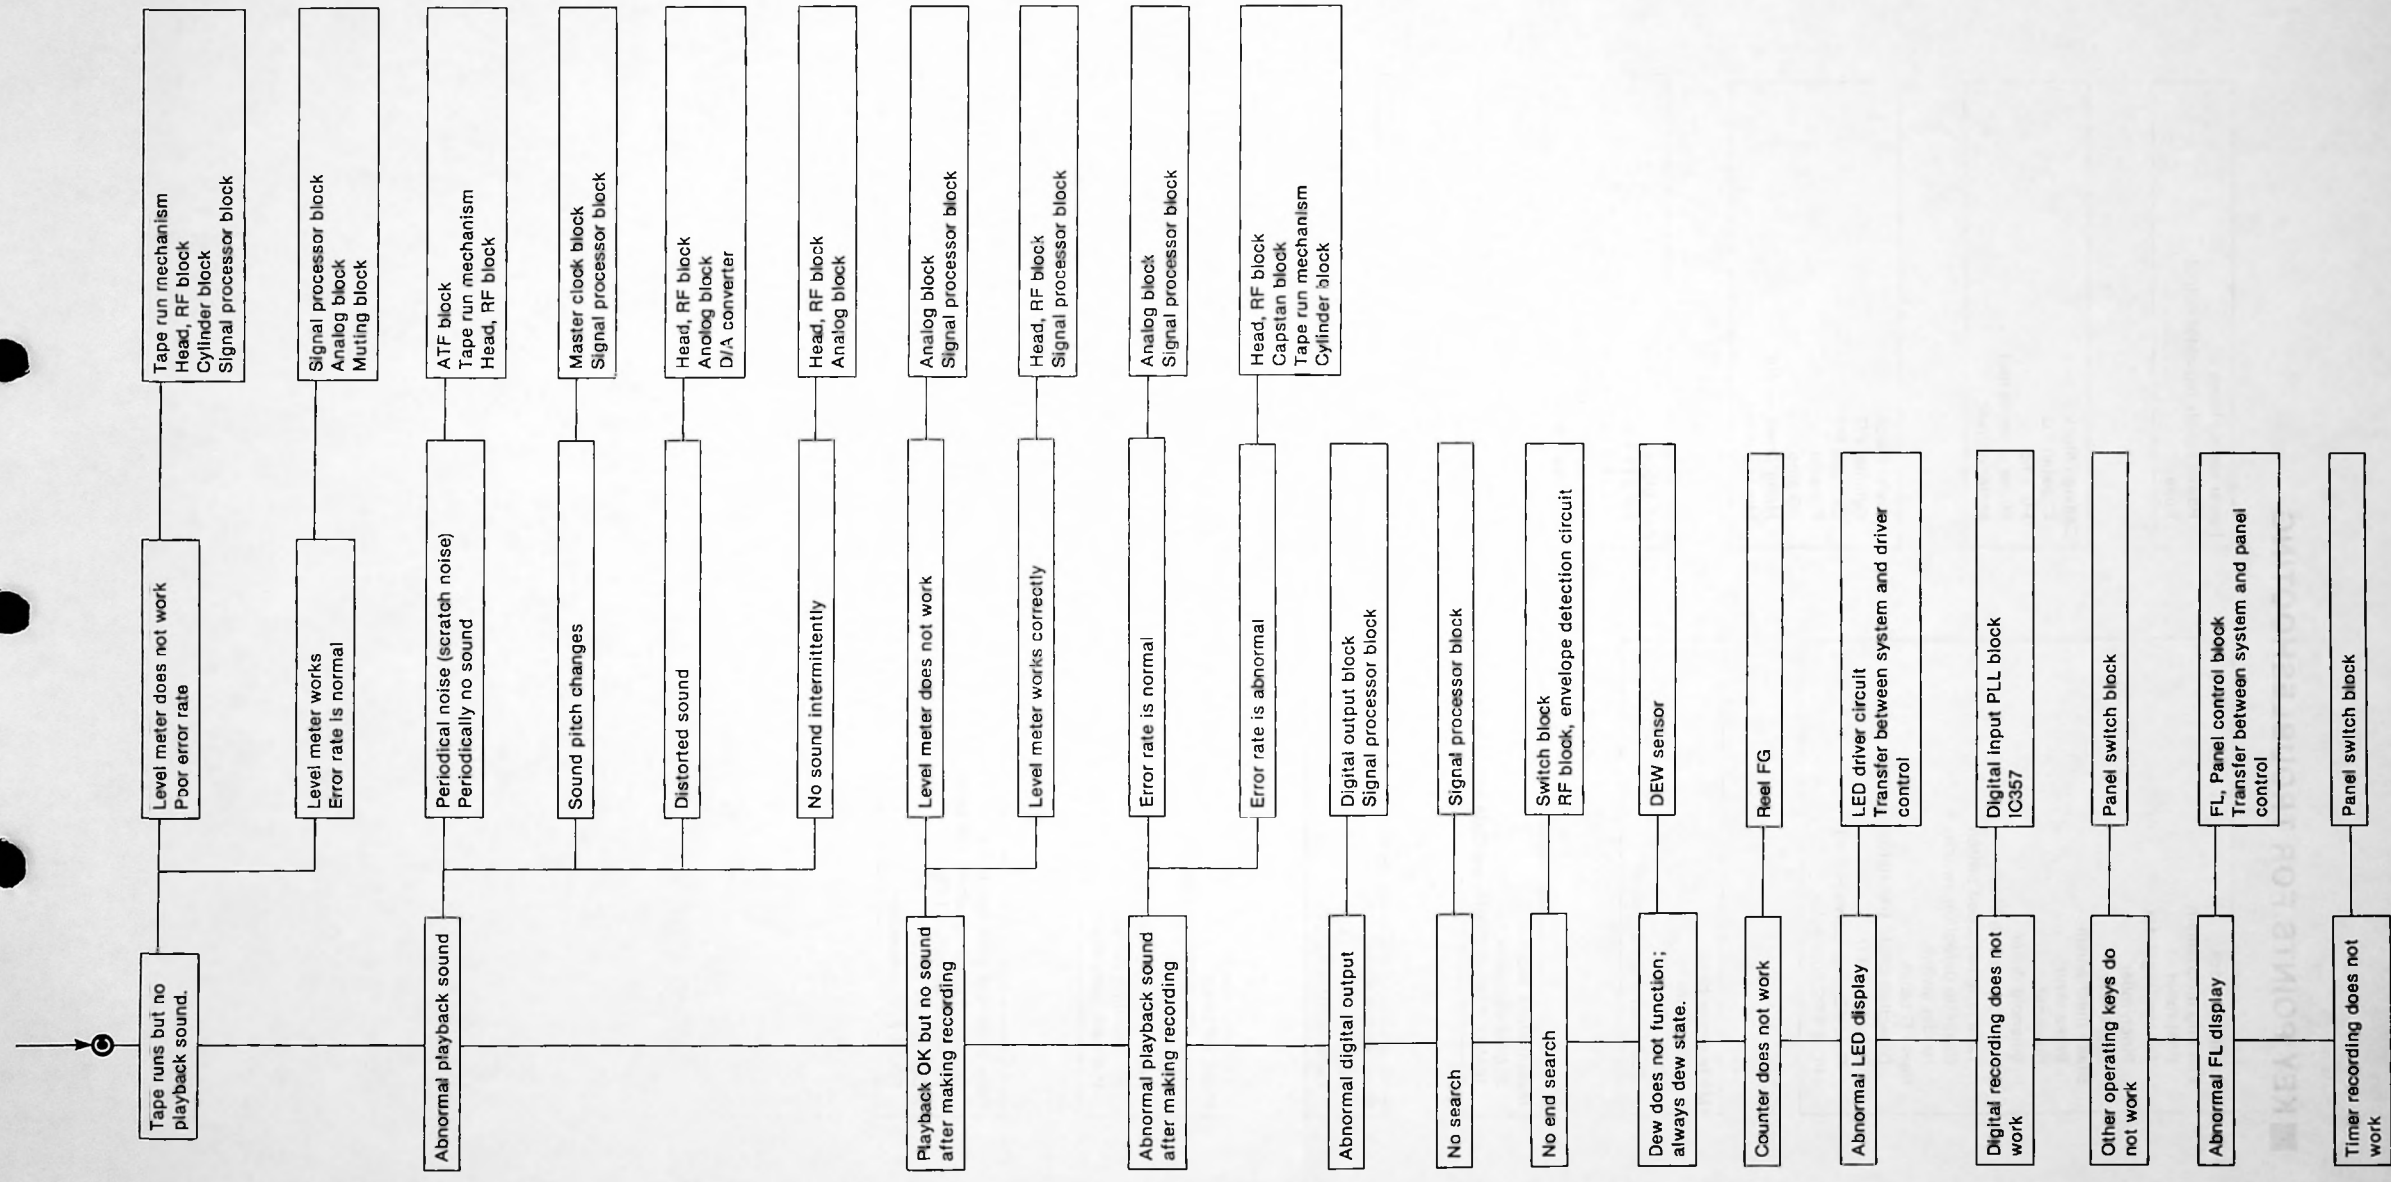 C
Tape runs but no
playback sound.
Level meter does not work
Poor error rate
Tape run mechanism
Head, RF block
Cylinder block
Signal processor block
Level meter works
Error rate is normal
Signal processor block
Analog block
Muting block
Abnormal playback sound
Periodical noise (scratch noise)
Periodically no sound
ATF block
Tape run mechanism
Head, RF block
Sound pitch changes
Master clock block
Signal processor block
Distorted sound
Head, RF block
Analog block
D/A converter
No sound intermittently
Head, RF block
Analog block
Playback OK but no sound
after making recording
Level meter does not work
Analog block
Signal processor block
Level meter works correctly
Head, RF block
Signal processor block
Abnormal playback sound
after making recording
Error rate is normal
Analog block
Signal processor block
Error rate is abnormal
Head, RF block
Capstan block
Tape run mechanism
Cylinder block
Abnormal digital output
Digital output block
Signal processor block
No search
Signal processor block
No end search
Switch block
RF block, envelope detection circuit
Dew does not function;
always dew state.
DEW sensor
Counter does not work
Reel FG
Abnormal LED display
LED driver circuit
Transfer between system and driver
control
Digital recording does not
work
Digital input PLL block
IC357
Other operating keys do
not work
Panel switch block
Abnormal FL display
FL, Panel control block
Transfer between system and panel
control
Timer recording does not
work
Panel switch block
KEY POINTS FOR TROUBLESHOOTING